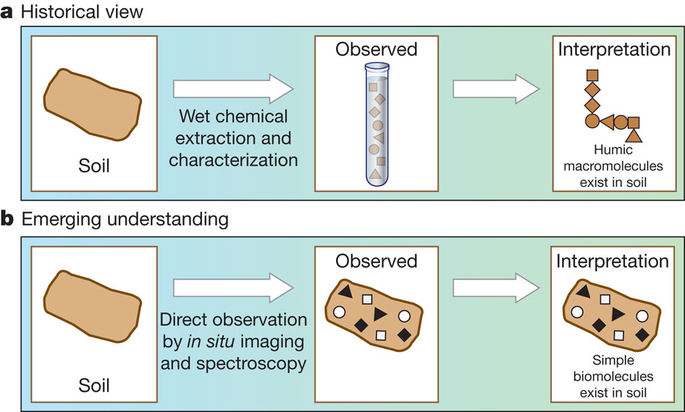 a Historical view
Observed
Interpretation
Soil
Wet chemical
extraction and
characterization
Humic
macromolecules
exist in soil
b Emerging understanding
Observed
Interpretation
Soil
Direct observation
by in situ imaging
and spectroscopy
Simple
biomolecules
exist in soil